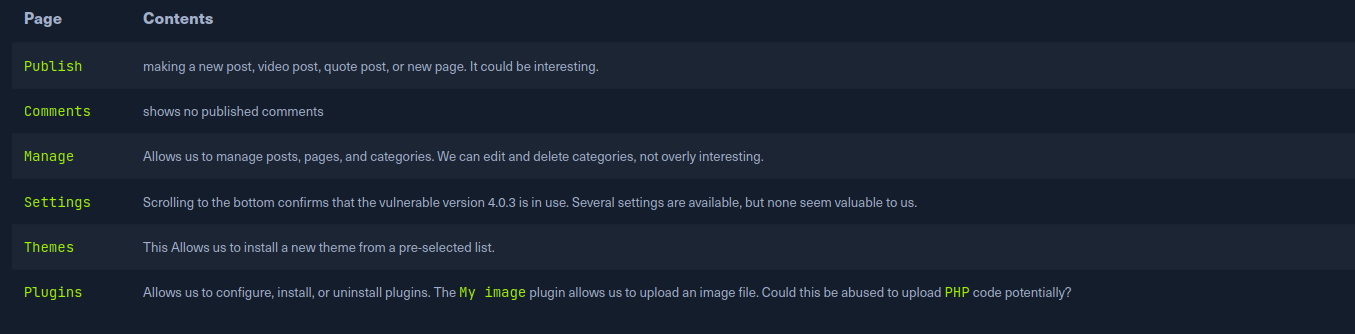 Page Contents
Publish making a new post, video post, quote post, or new page. It could be interesting.
Comments shows no published comments
Manage Allows us to manage posts, pages, and categories. We can edit and delete categories, not overly interesting.
Settings Scrolling to the bottom confirms that the vulnerable version 4.0.3 is in use. Several settings are available, but none seem valuable to us.
Themes This Allows us to install a new theme from a pre-selected list.
Plugins Allows us to configure, install, or uninstall plugins. The My image plugin allows us to upload an image file. Could this be abused to upload PHP code potentially?